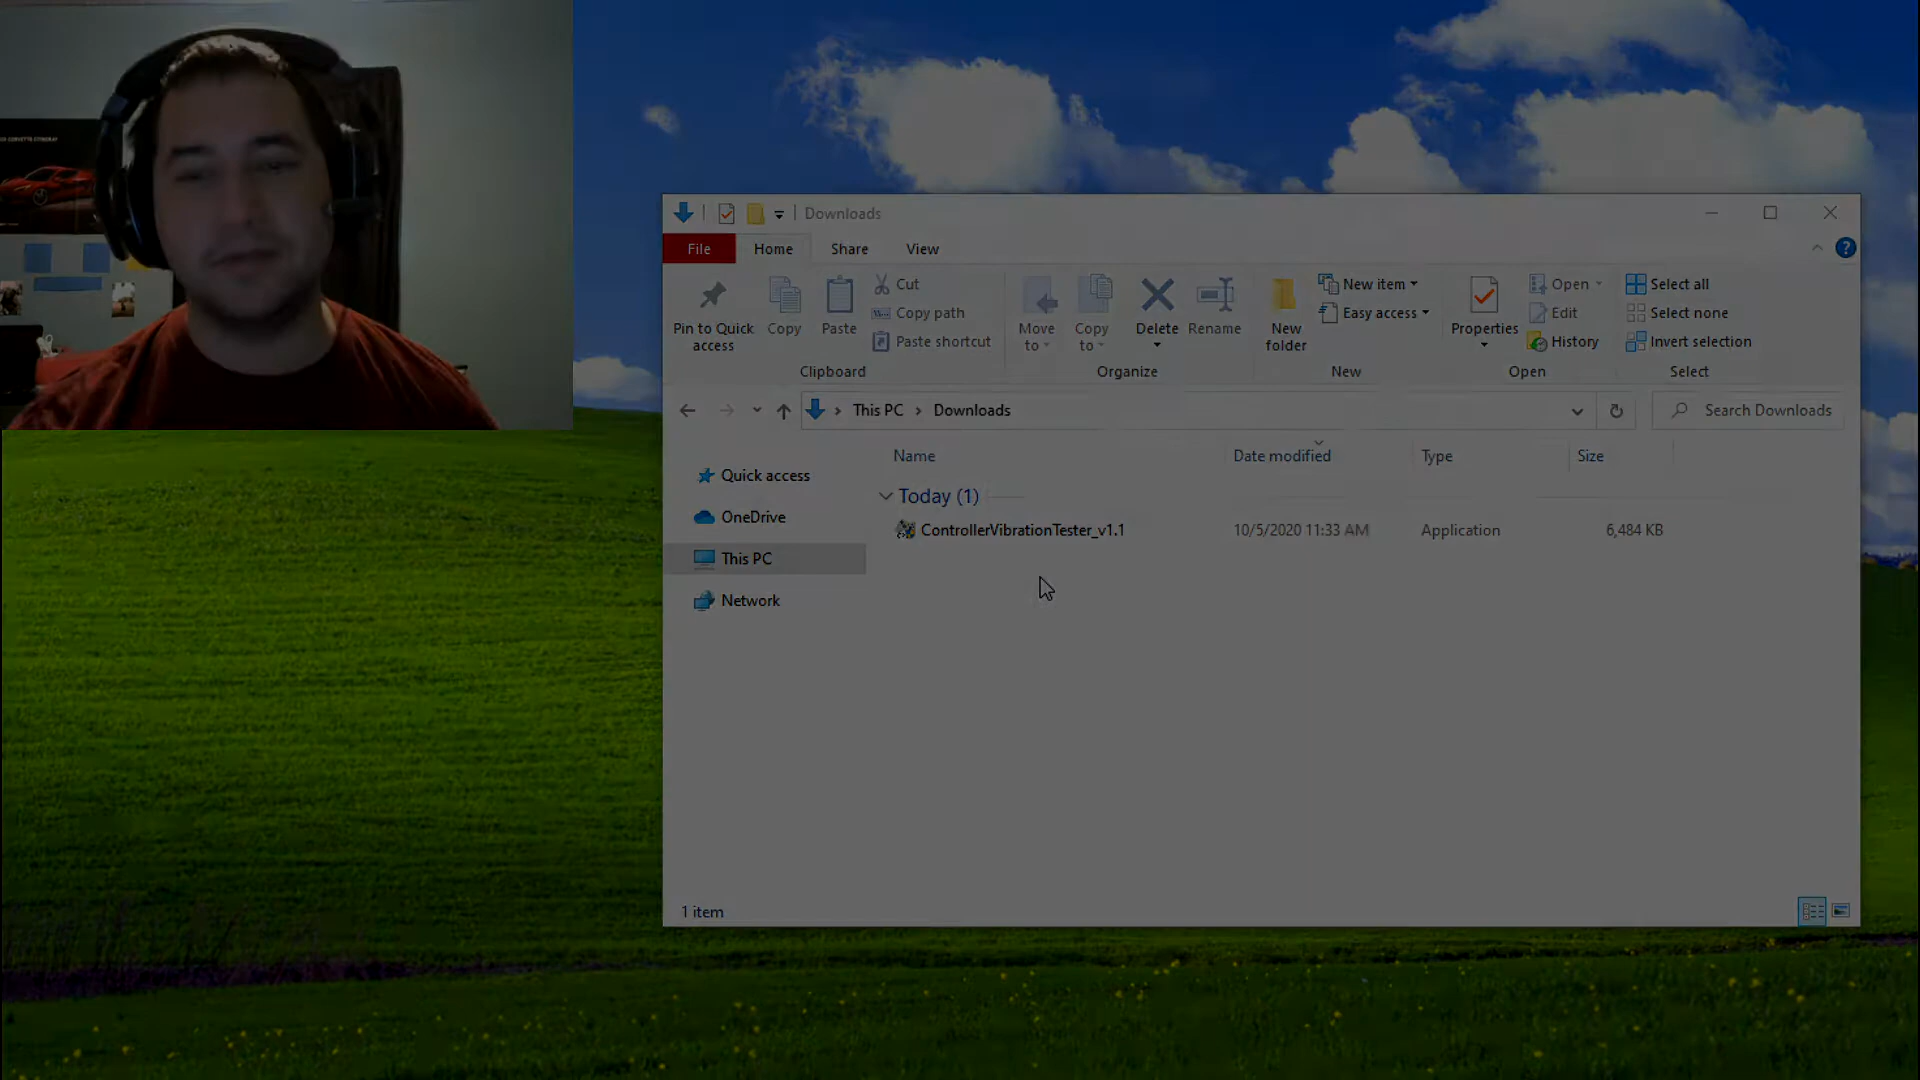 Downloads
File Home Share View
Pin to Quick access
Copy
Paste
Cut
Copy path
Paste shortcut
Clipboard
Move to
Copy to
Delete
Rename
Organize
New folder
New item
Easy access
New
Properties
Open
Edit
History
Open
Select all
Select none
Invert selection
Select
This PC > Downloads
Search Downloads
Quick access
OneDrive
This PC
Network
Name Date modified Type Size
Today (1)
ControllerVibrationTester_v1.1 10/5/2020 11:33 AM Application 6,484 KB
1 item